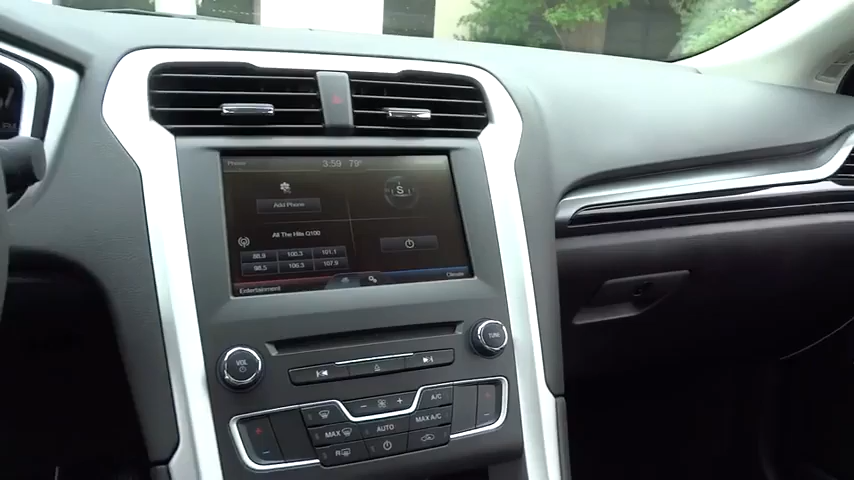 Phone 3:59 79°
Add Phone
S
All The Hits Q100
88.9 100.3 101.1
98.5 106.3 107.9
Entertainment
Climate
VOL
TUNE
A/C
MAX
AUTO
MAX A/C
R